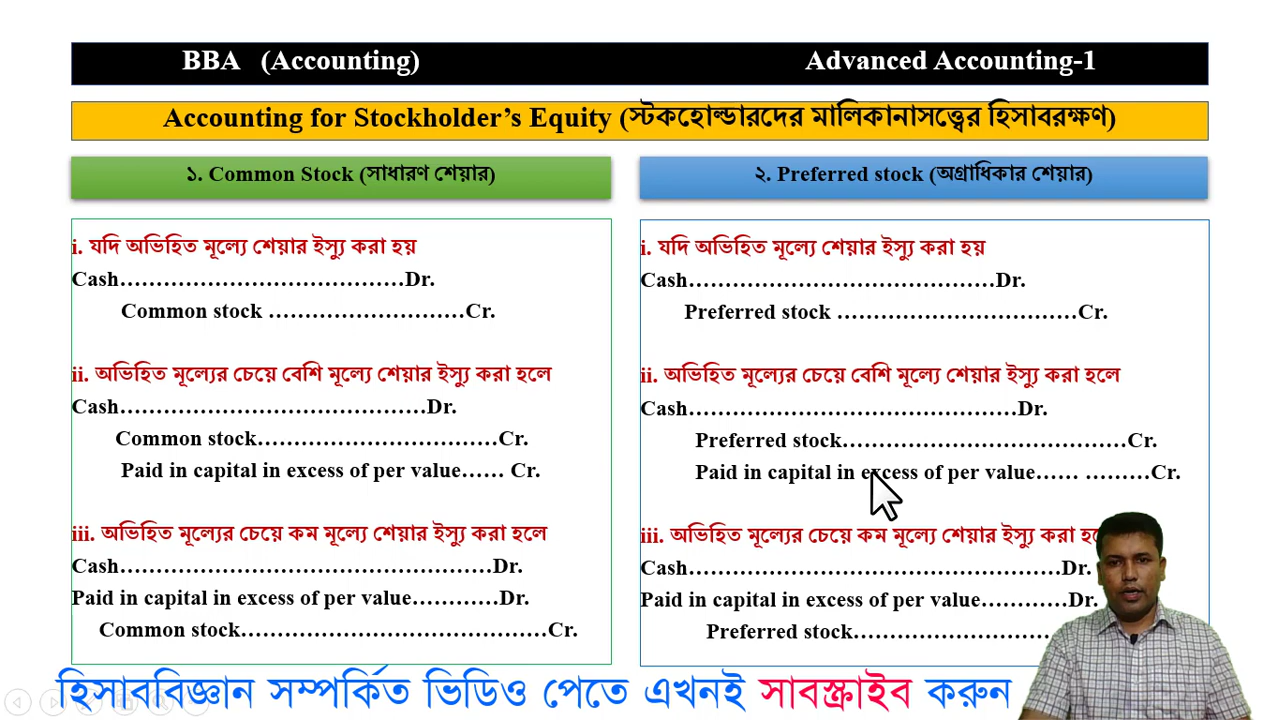 BBA (Accounting) Advanced Accounting-1
Accounting for Stockholder’s Equity (স্টকহোল্ডারদের মালিকানাসত্ত্বের হিসাবরক্ষণ)
১. Common Stock (সাধারণ শেয়ার)
i. যদি অভিহিত মূল্যে শেয়ার ইস্যু করা হয়
Cash…………………………………Dr.
Common stock ………………………Cr.
ii. অভিহিত মূল্যের চেয়ে বেশি মূল্যে শেয়ার ইস্যু করা হলে
Cash……………………………………Dr.
Common stock……………………………Cr.
Paid in capital in excess of per value…… Cr.
iii. অভিহিত মূল্যের চেয়ে কম মূল্যে শেয়ার ইস্যু করা হলে
Cash……………………………………………Dr.
Paid in capital in excess of per value…………Dr.
Common stock……………………………………Cr.
২. Preferred stock (অগ্রাধিকার শেয়ার)
i. যদি অভিহিত মূল্যে শেয়ার ইস্যু করা হয়
Cash……………………………………Dr.
Preferred stock ……………………………Cr.
ii. অভিহিত মূল্যের চেয়ে বেশি মূল্যে শেয়ার ইস্যু করা হলে
Cash………………………………………Dr.
Preferred stock…………………………………Cr.
Paid in capital in excess of per value…… ………Cr.
iii. অভিহিত মূল্যের চেয়ে কম মূল্যে শেয়ার ইস্যু করা
Cash……………………………………………Dr.
Paid in capital in excess of per value…………Dr.
Preferred stock………………………
হিসাববিজ্ঞান সম্পর্কিত ভিডিও পেতে এখনই সাবস্ক্রাইব করুন